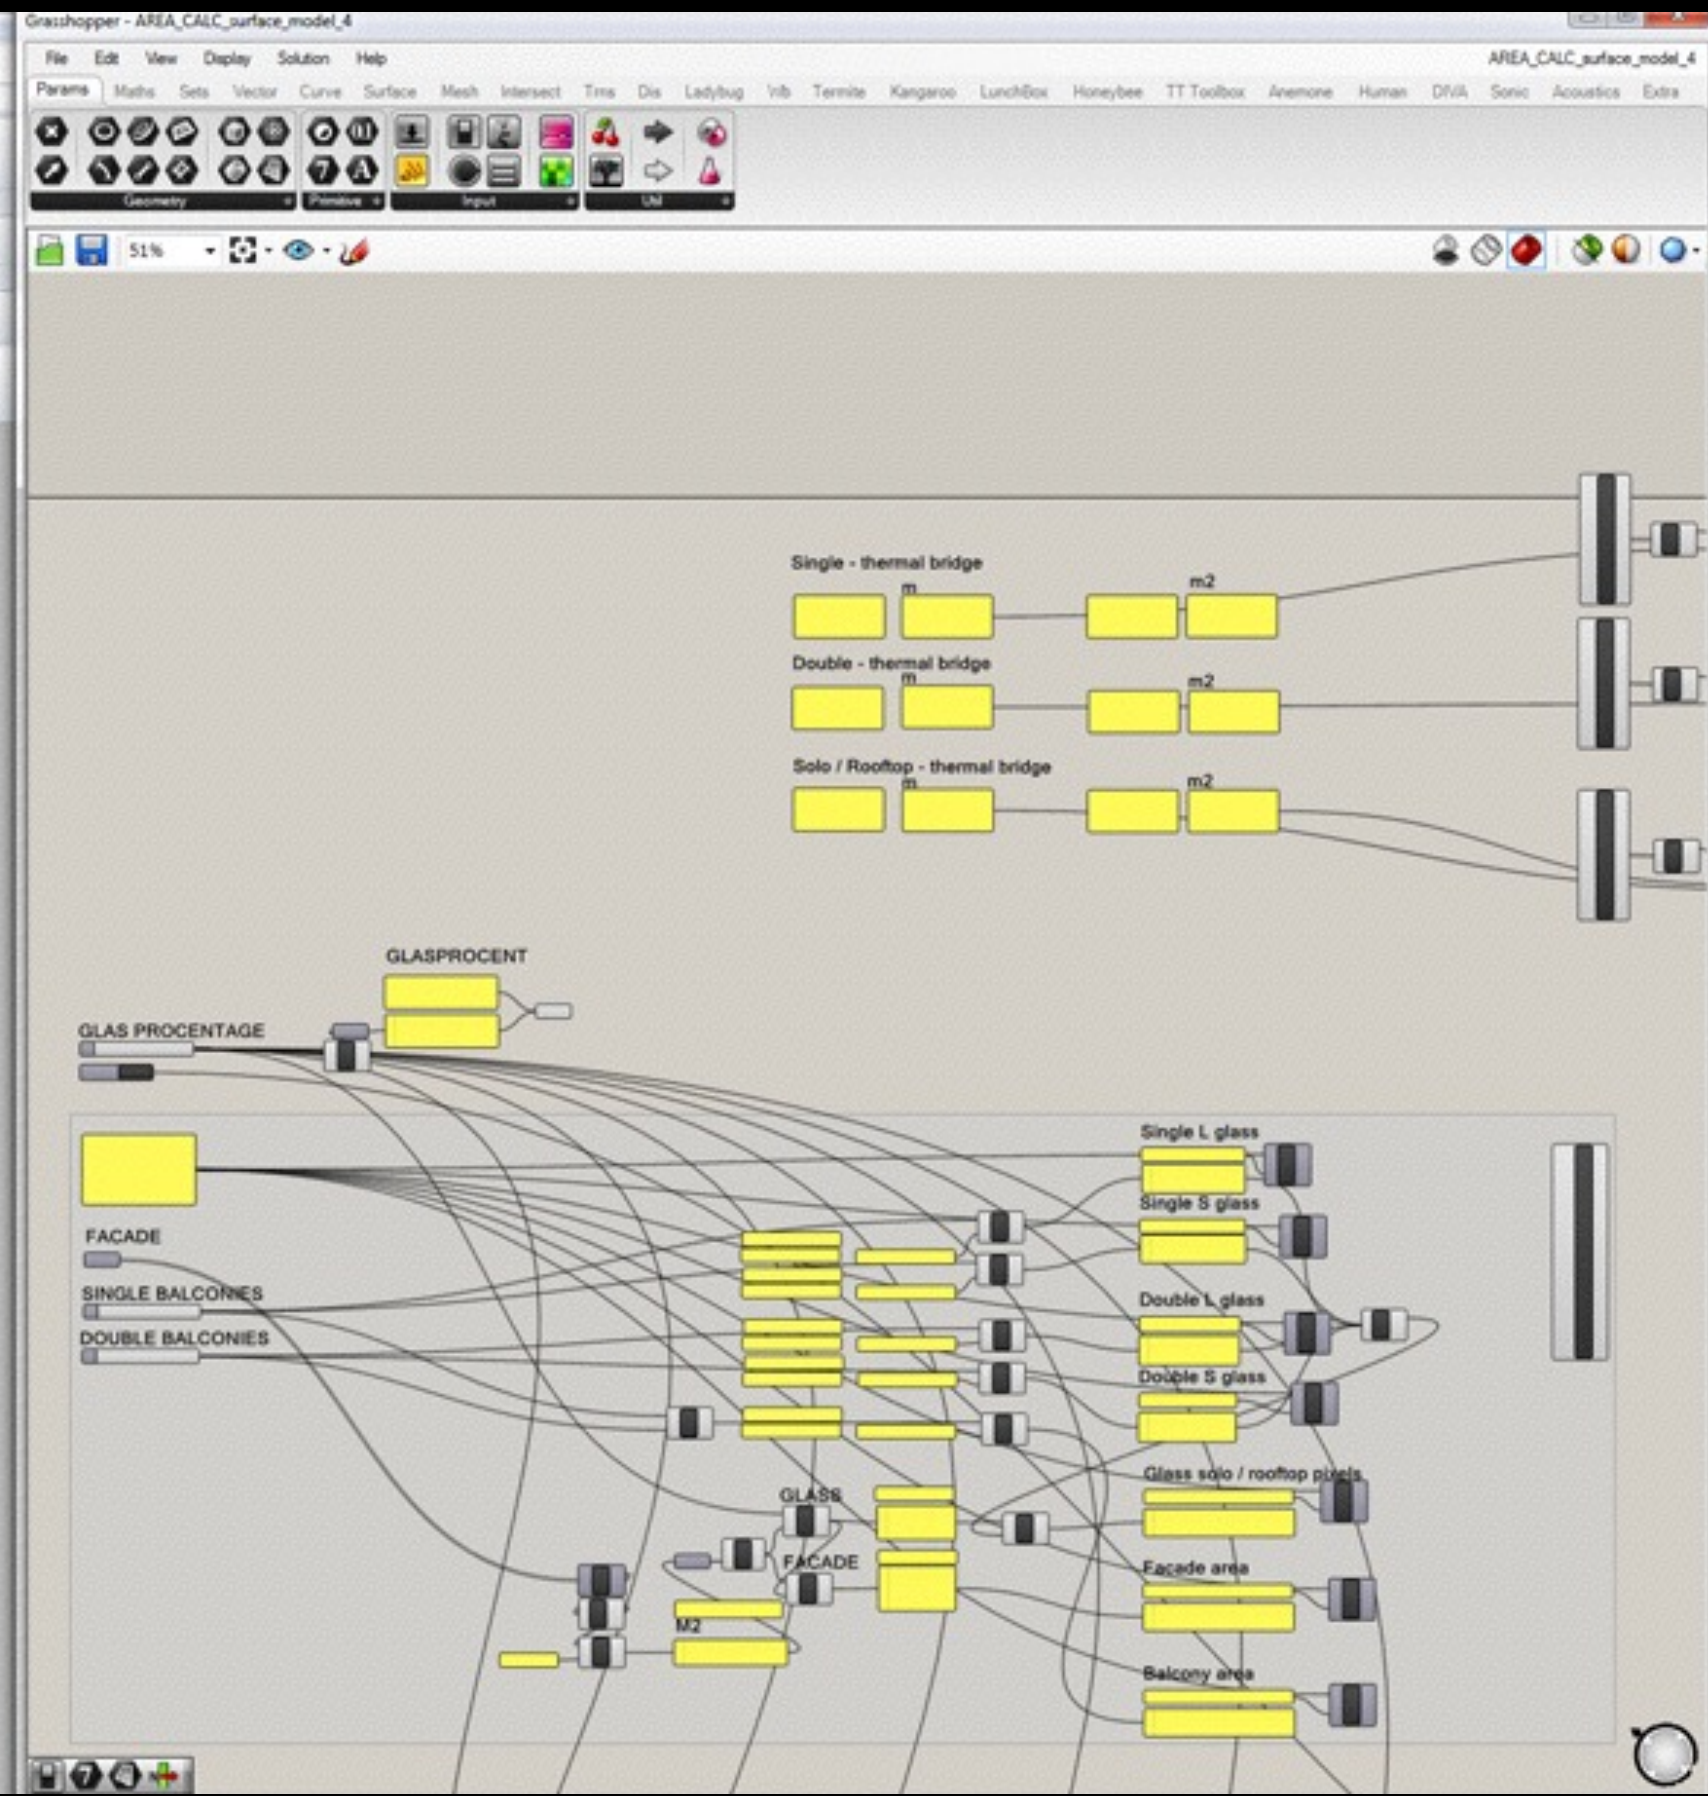 Grasshopper - AREA_CALC_surface_model_4
File Edit View Display Solution Help AREA_CALC_surface_model_4
Params Maths Sets Vector Curve Surface Mesh Intersect Trns Dis Ladybug Wb Termite Kangaroo LunchBox Honeybee TT Toolbox Anemone Human DIVA Sonic Acoustics Extra
Geometry Primitive Input Util
51%
Single - thermal bridge
m m2
Double - thermal bridge
m m2
Solo / Rooftop - thermal bridge
m m2
GLASPROCENT
GLAS PROCENTAGE
Single L glass
Single S glass
FACADE
SINGLE BALCONIES
Double L glass
DOUBLE BALCONIES
Double S glass
Glass solo / rooftop pixels
GLASS
FACADE
Facade area
M2
Balcony area